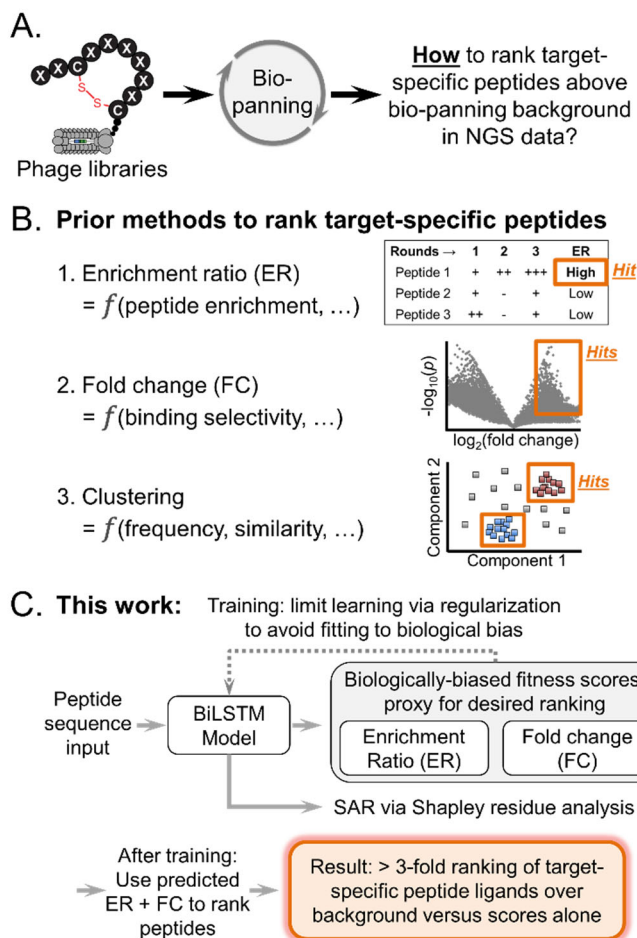 A.
X X C X X X X X X C
S S
Phage libraries
Bio-
panning
How to rank target-
specific peptides above
bio-panning background
in NGS data?
B. Prior methods to rank target-specific peptides
1. Enrichment ratio (ER)
= f(peptide enrichment, …)
Rounds → 1 2 3 ER
Peptide 1 + ++ +++ High
Peptide 2 + - + Low
Peptide 3 ++ - + Low
Hit
2. Fold change (FC)
= f(binding selectivity, …)
-log10(p)
log2(fold change)
Hits
3. Clustering
= f(frequency, similarity, …)
Component 2
Component 1
Hits
C. This work:
Training: limit learning via regularization
to avoid fitting to biological bias
Peptide
sequence
input
BiLSTM
Model
Biologically-biased fitness scores
proxy for desired ranking
Enrichment
Ratio (ER)
Fold change
(FC)
SAR via Shapley residue analysis
After training:
Use predicted
ER + FC to rank
peptides
Result: > 3-fold ranking of target-
specific peptide ligands over
background versus scores alone